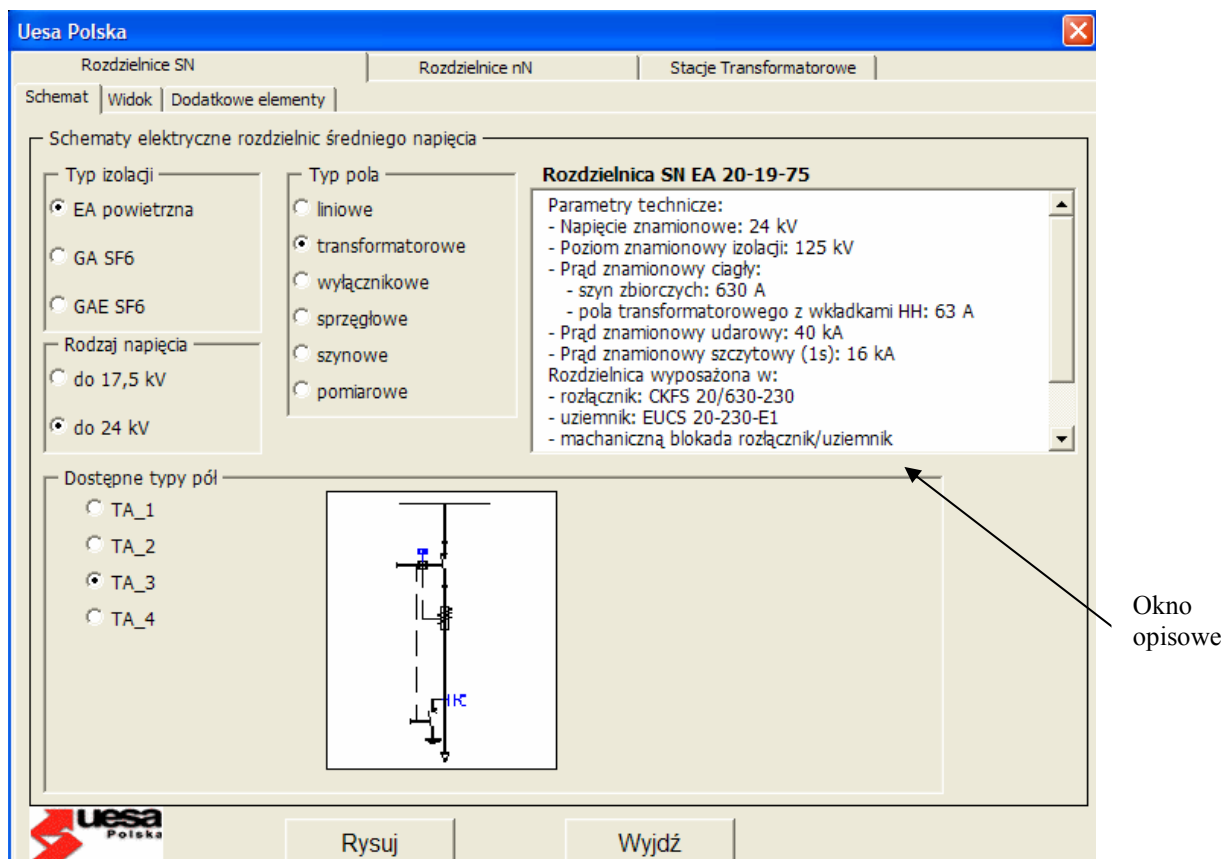 Uesa Polska
Rozdzielnice SN
Rozdzielnice nN
Stacje Transformatorowe
Schemat
Widok
Dodatkowe elementy
Schematy elektryczne rozdzielnic średniego napięcia
Typ izolacji
EA powietrzna
GA SF6
GAE SF6
Rodzaj napięcia
do 17,5 kV
do 24 kV
Typ pola
liniowe
transformatorowe
wyłącznikowe
sprzęgłowe
szynowe
pomiarowe
Rozdzielnica SN EA 20-19-75
Parametry technicze:
- Napięcie znamionowe: 24 kV
- Poziom znamionowy izolacji: 125 kV
- Prąd znamionowy ciagły:
- szyn zbiorczych: 630 A
- pola transformatorowego z wkładkami HH: 63 A
- Prąd znamionowy udarowy: 40 kA
- Prąd znamionowy szczytowy (1s): 16 kA
Rozdzielnica wyposażona w:
- rozłącznik: CKFS 20/630-230
- uziemnik: EUCS 20-230-E1
- machaniczną blokada rozłącznik/uziemnik
Dostępne typy pól
TA_1
TA_2
TA_3
TA_4
Okno
opisowe
uesa
Polska
Rysuj
Wyjdź